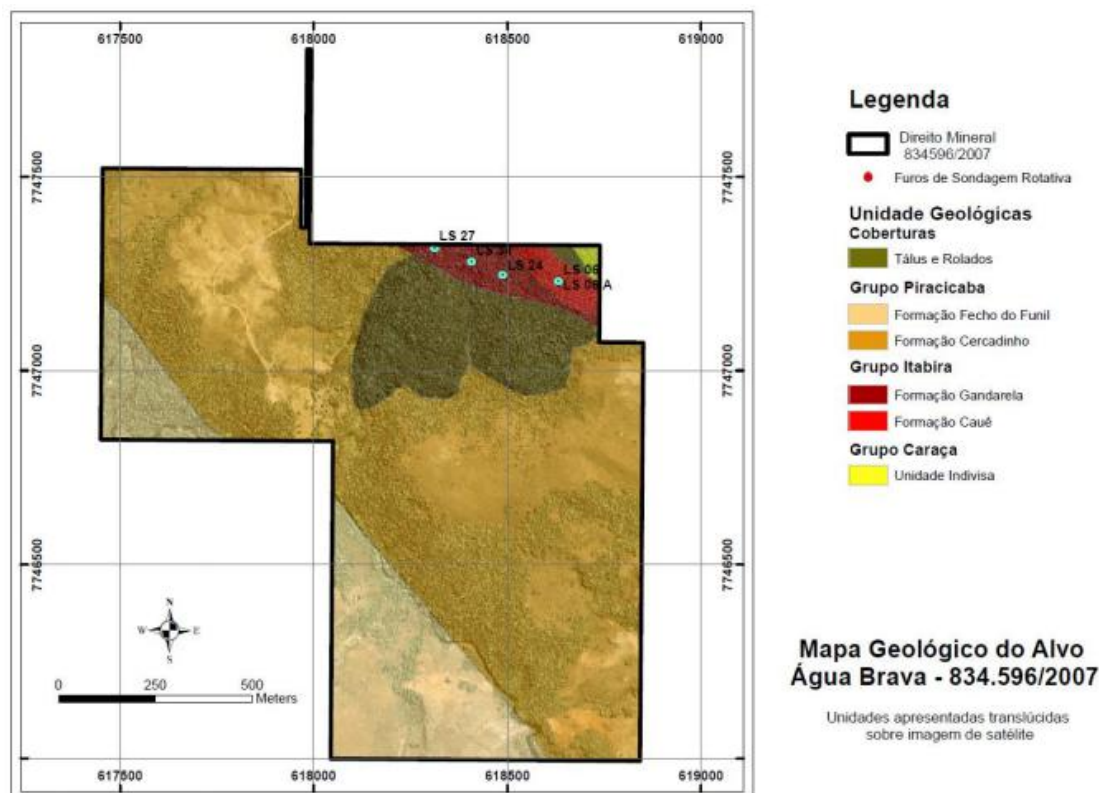 617500 618000 618500 619000
7747500
7747500
LS 27
LS 24
LS 06
LS 06 A
7747000
7747000
7746500
7746500
N
W E
S
0 250 500
Meters
617500 618000 618500 619000
Legenda
Direito Mineral
834596/2007
Furos de Sondagem Rotativa
Unidade Geológicas
Coberturas
Tálus e Rolados
Grupo Piracicaba
Formação Fecho do Funil
Formação Cercadinho
Grupo Itabira
Formação Gandarela
Formação Cauê
Grupo Caraça
Unidade Indivisa
Mapa Geológico do Alvo
Água Brava - 834.596/2007
Unidades apresentadas translúcidas
sobre imagem de satélite